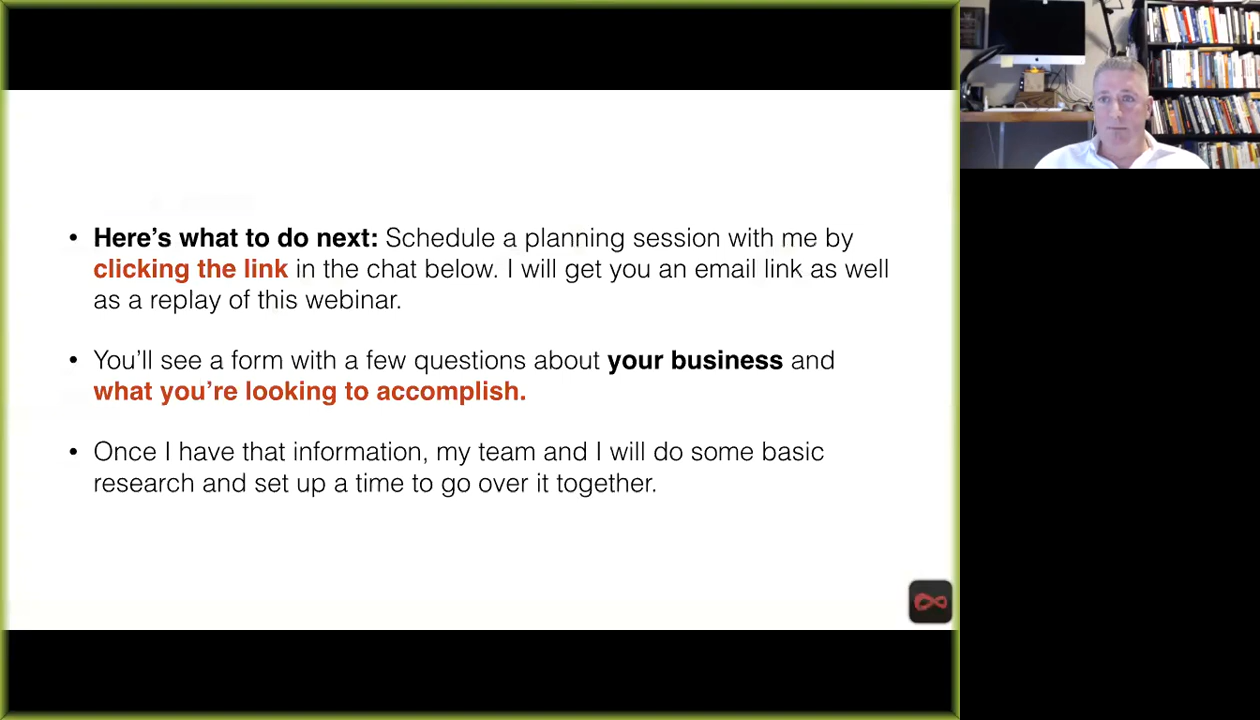 • Here's what to do next: Schedule a planning session with me by
clicking the link in the chat below. I will get you an email link as well
as a replay of this webinar.
• You'll see a form with a few questions about your business and
what you're looking to accomplish.
• Once I have that information, my team and I will do some basic
research and set up a time to go over it together.